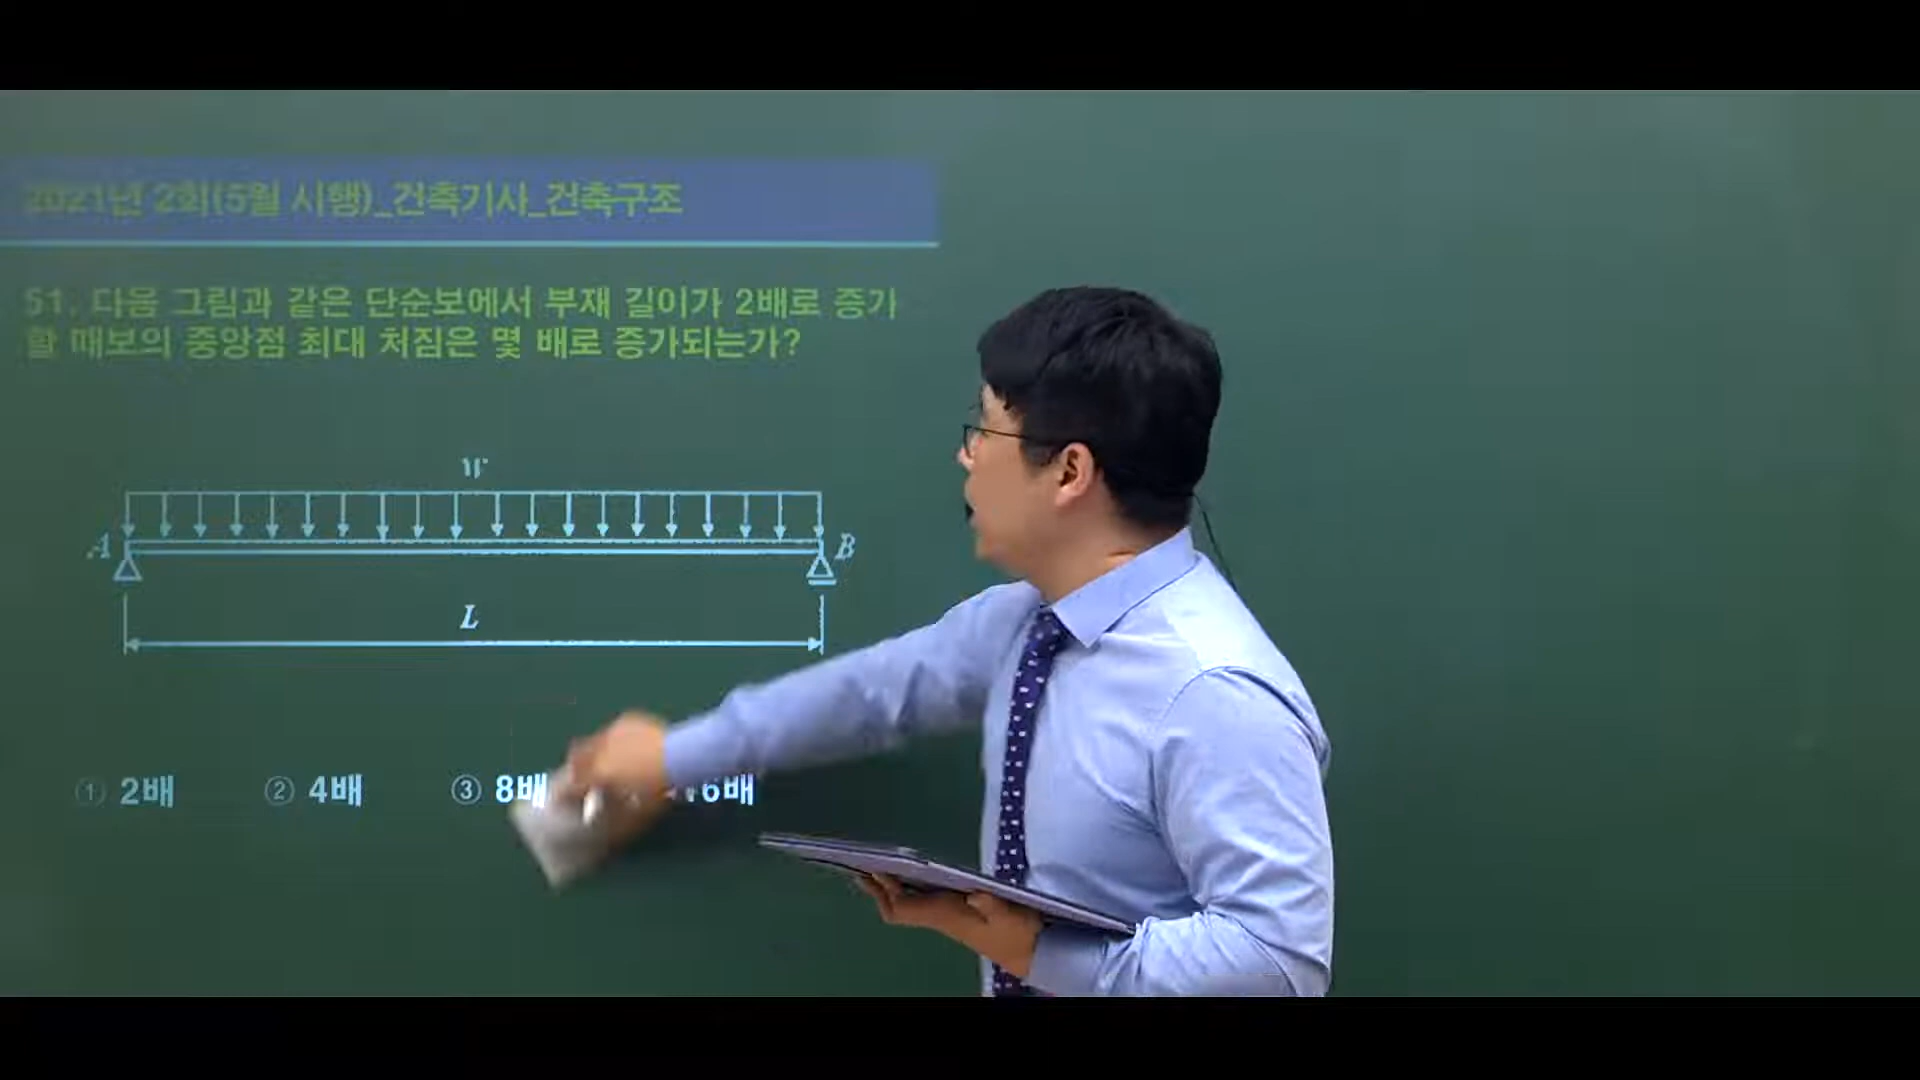 2021년 2회(5월 시행)_건축기사_건축구조
51. 다음 그림과 같은 단순보에서 부재 길이가 2배로 증가
할 때보의 중앙점 최대 처짐은 몇 배로 증가되는가?
W
A B
L
① 2배 ② 4배 ③ 8배 6배